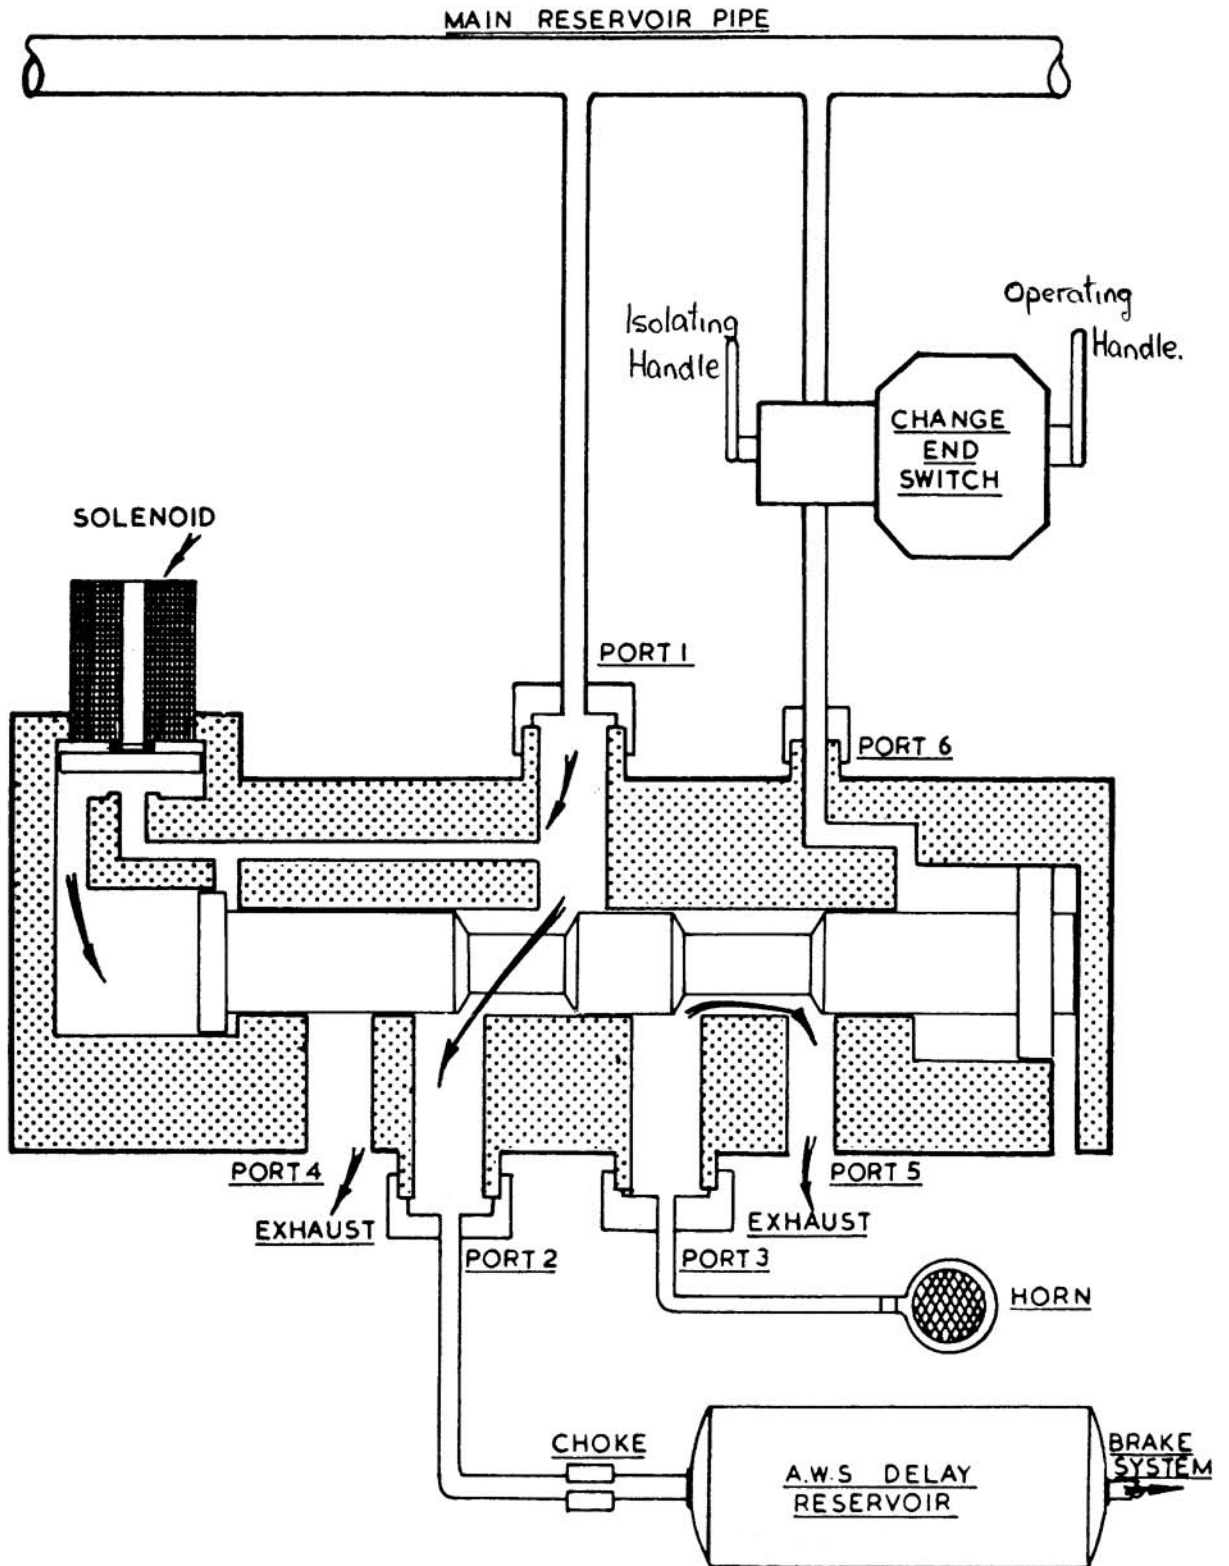 MAIN RESERVOIR PIPE
Isolating
Handle
Operating
Handle.
CHANGE
END
SWITCH
SOLENOID
PORT 1
PORT 6
PORT 4
EXHAUST
PORT 2
PORT 3
PORT 5
EXHAUST
HORN
CHOKE
A.W.S DELAY
RESERVOIR
BRAKE
SYSTEM